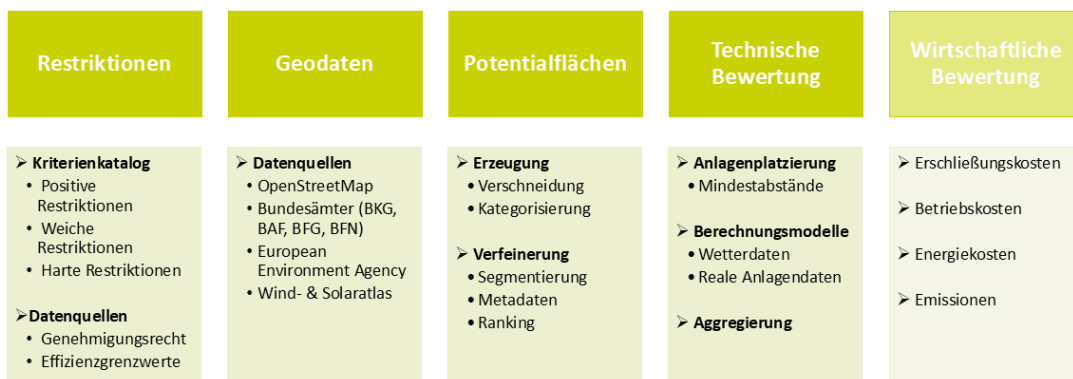 Restriktionen
Geodaten
Potentialflächen
Technische
Bewertung
Wirtschaftliche
Bewertung
➢ Kriterienkatalog
• Positive
Restriktionen
• Weiche
Restriktionen
• Harte Restriktionen
➢Datenquellen
• Genehmigungsrecht
• Effizienzgrenzwerte
➢ Datenquellen
• OpenStreetMap
• Bundesämter (BKG,
BAF, BFG, BFN)
• European
Environment Agency
• Wind- & Solaratlas
➢ Erzeugung
• Verschneidung
• Kategorisierung
➢ Verfeinerung
• Segmentierung
• Metadaten
• Ranking
➢ Anlagenplatzierung
• Mindestabstände
➢ Berechnungsmodelle
• Wetterdaten
• Reale Anlagendaten
➢ Aggregierung
➢ Erschließungskosten
➢ Betriebskosten
➢ Energiekosten
➢ Emissionen